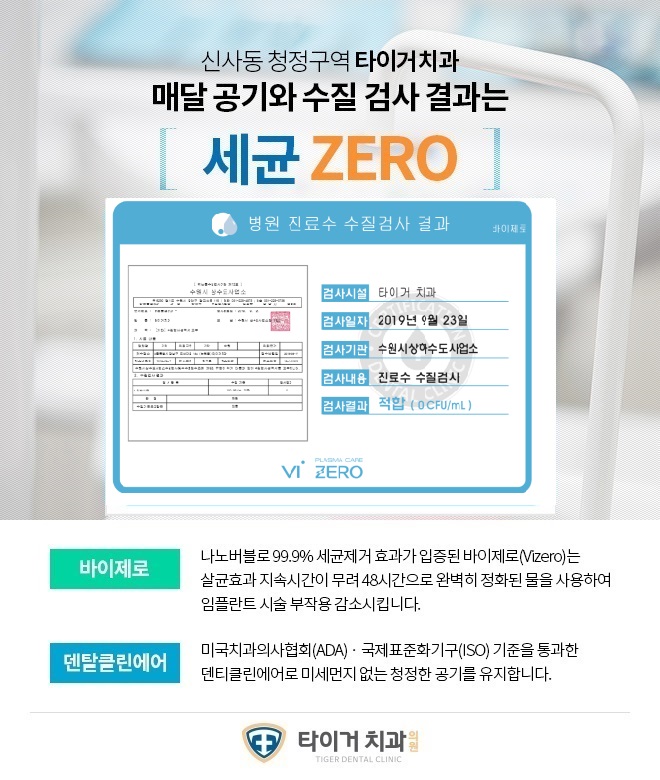 신사동 청정구역 타이거치과
매달 공기와 수질 검사 결과는
[ 세균 ZERO ]
병원 진료수 수질검사 결과
바이제로
수원시 상수도사업소
검사시설 타이거 치과
검사일자 2019년 9월 23일
검사기관 수원시상하수도사업소
검사내용 진료수 수질검시
검사결과 적합 ( 0 CFU/mL )
CERTIFICATION
DENTAL CLINIC
PLASMA CARE
Vi ZERO
바이제로
나노버블로 99.9% 세균제거 효과가 입증된 바이제로(Vizero)는
살균효과 지속시간이 무려 48시간으로 완벽히 정화된 물을 사용하여
임플란트 시술 부작용 감소시킵니다.
덴탈클린에어
미국치과의사협회(ADA) · 국제표준화기구(ISO) 기준을 통과한
덴티클린에어로 미세먼지 없는 청정한 공기를 유지합니다.
타이거 치과 의원
TIGER DENTAL CLINIC